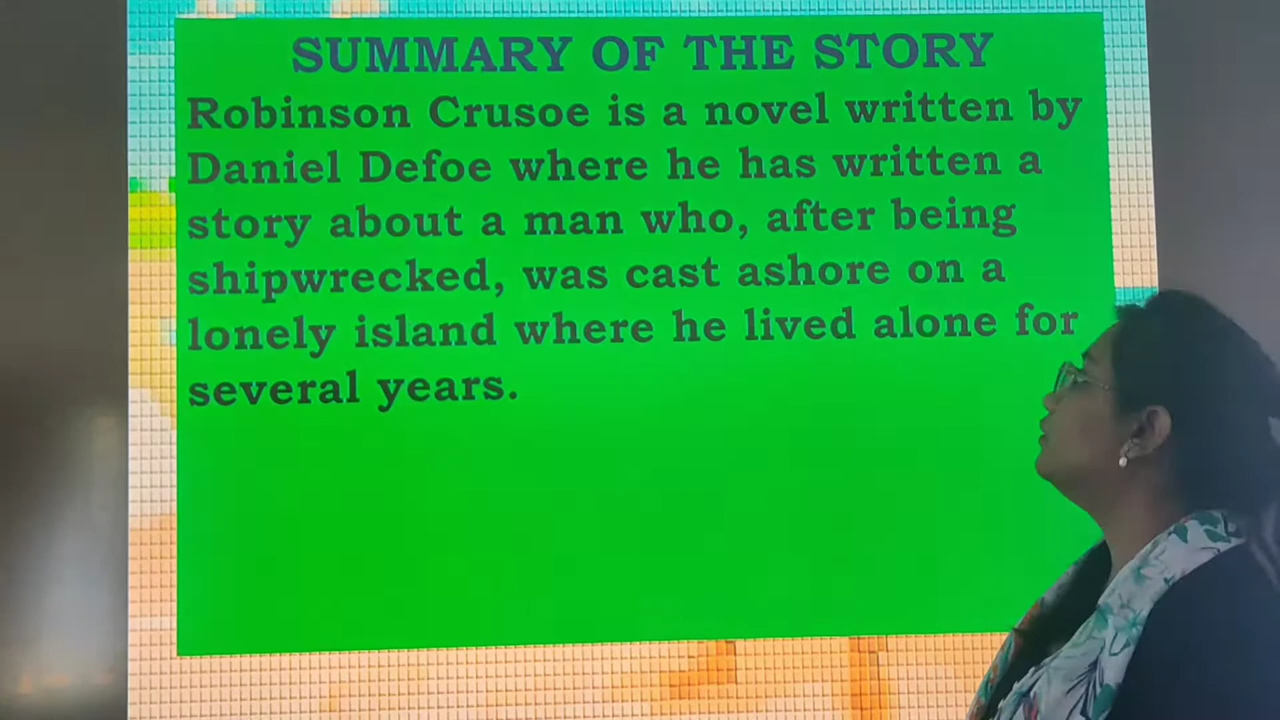 SUMMARY OF THE STORY
Robinson Crusoe is a novel written by
Daniel Defoe where he has written a
story about a man who, after being
shipwrecked, was cast ashore on a
lonely island where he lived alone for
several years.